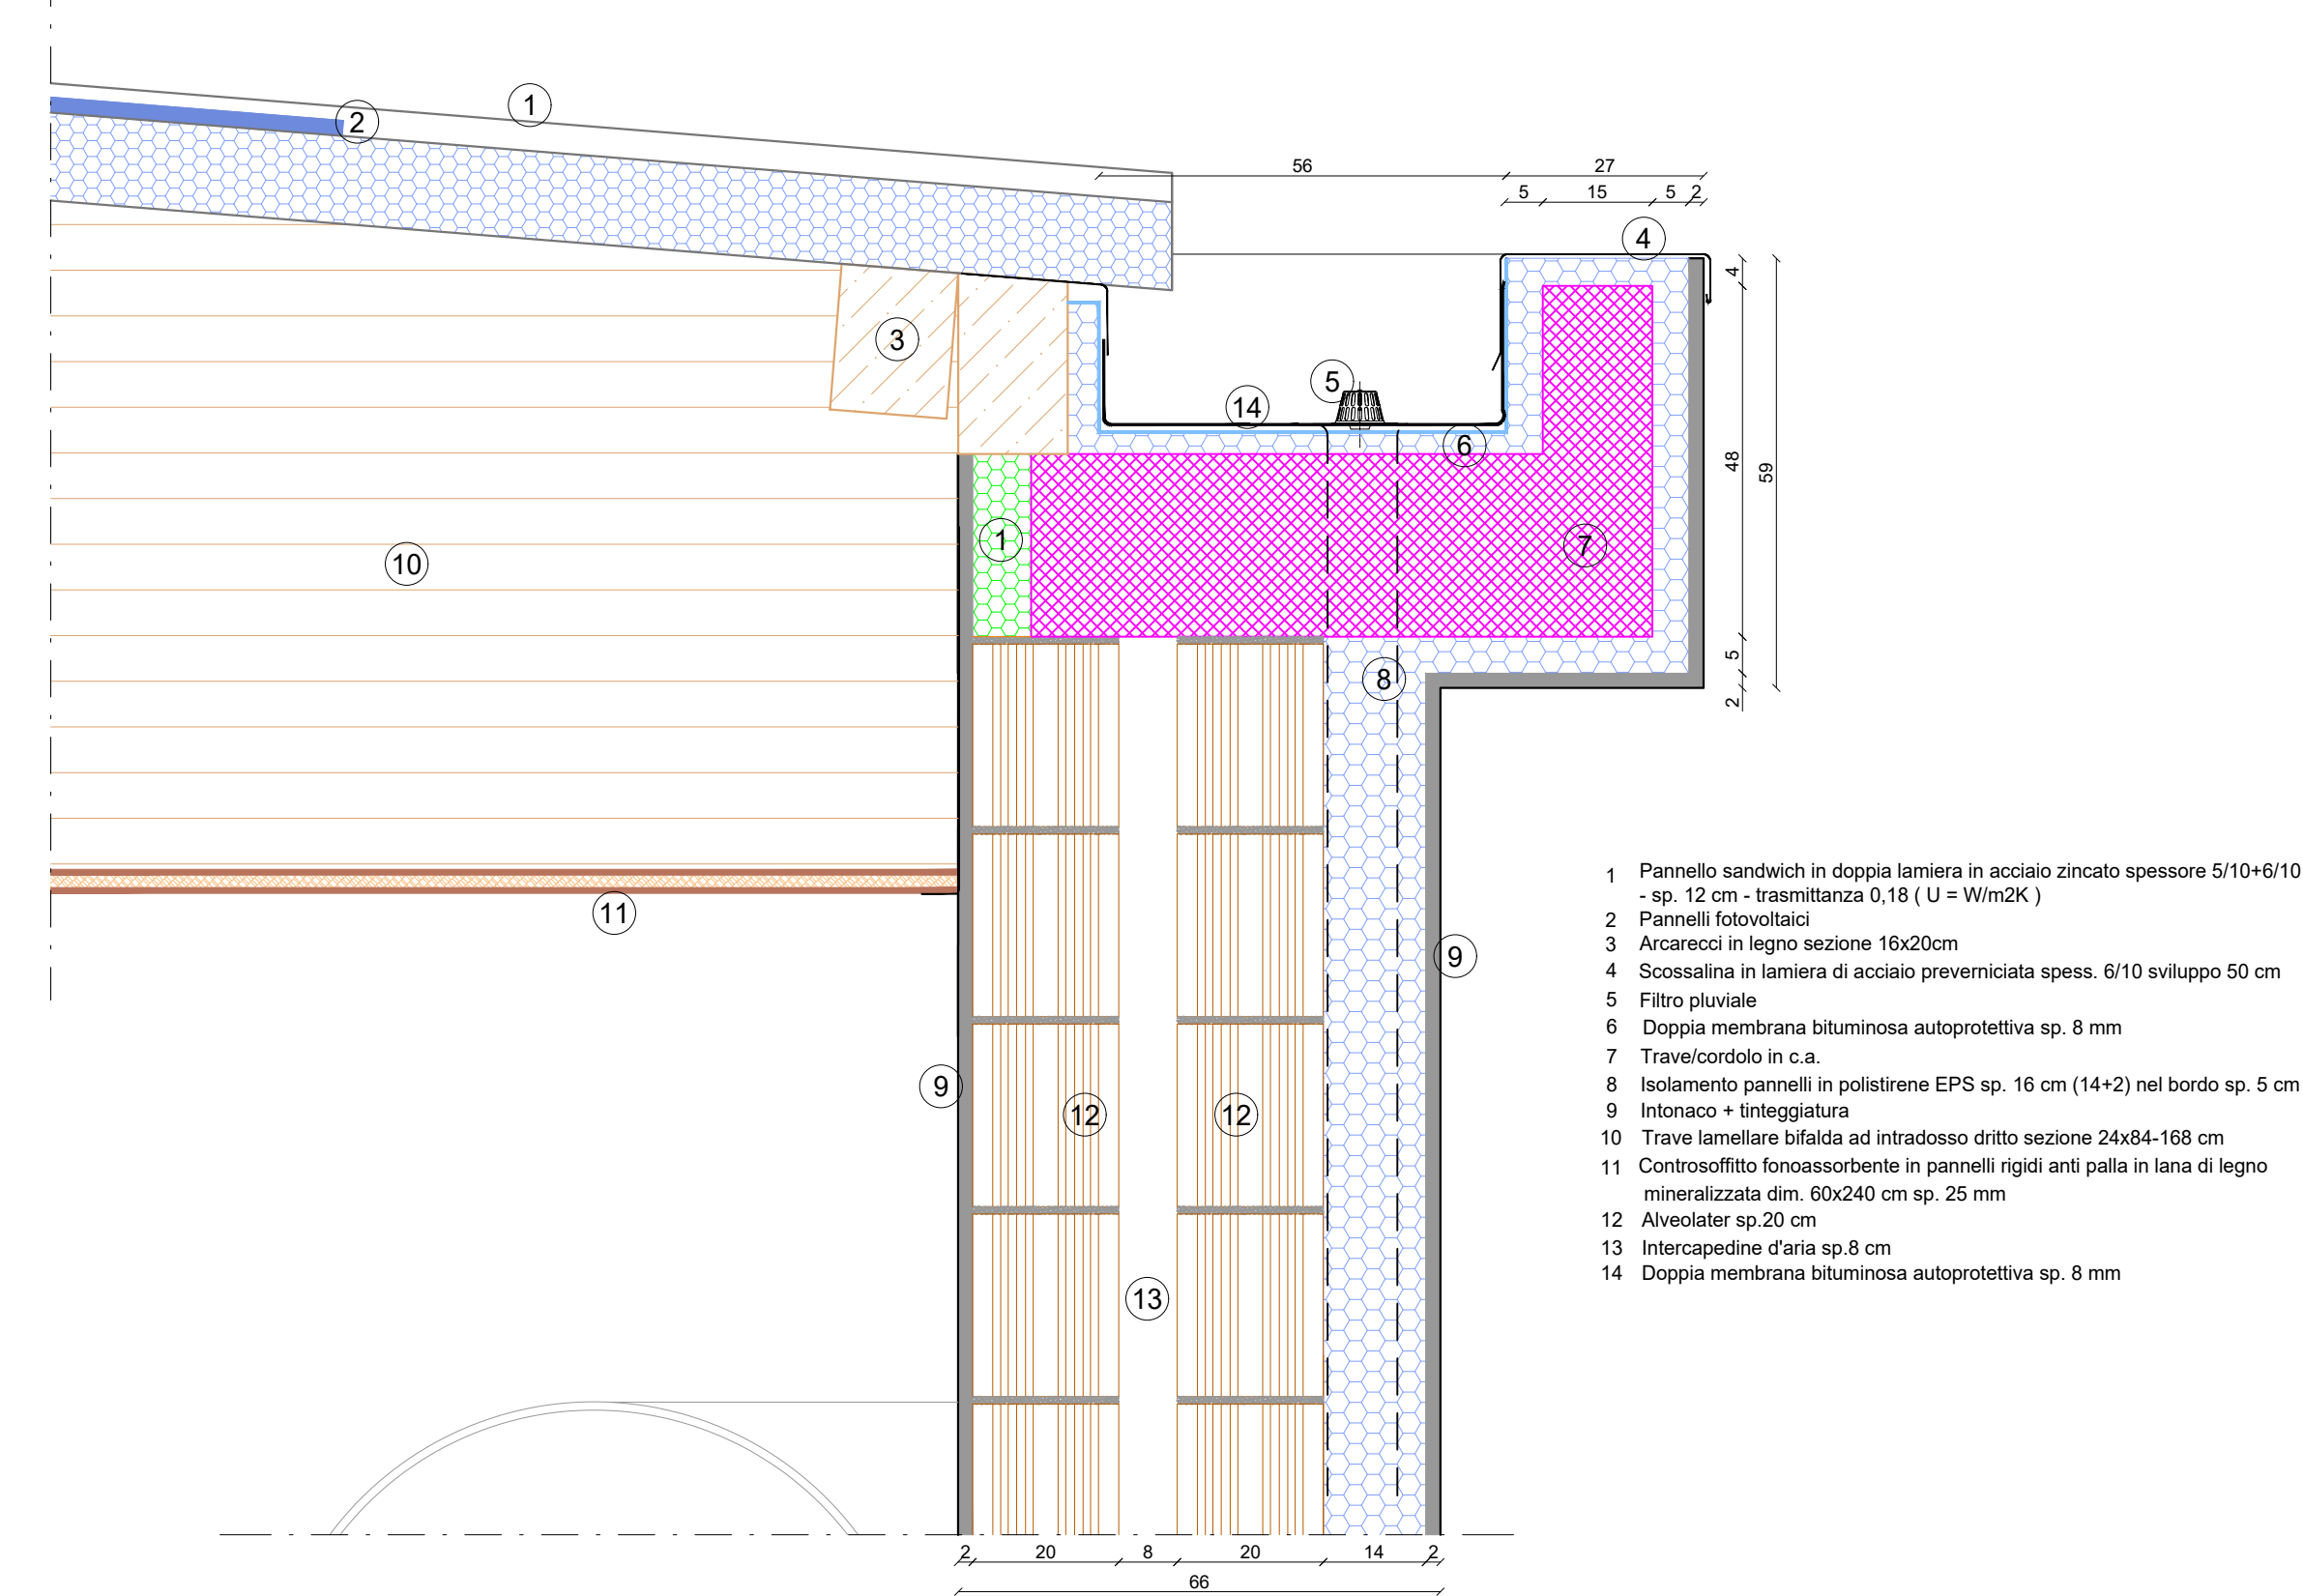 1
2
56
27
5
15
5
2
4
3
4
5
14
6
48
59
1
7
10
5
8
2
11
9
9
12
12
13
2
20
8
20
14
2
66
1 Pannello sandwich in doppia lamiera in acciaio zincato spessore 5/10+6/10
- sp. 12 cm - trasmittanza 0,18 ( U = W/m2K )
2 Pannelli fotovoltaici
3 Arcarecci in legno sezione 16x20cm
4 Scossalina in lamiera di acciaio preverniciata spess. 6/10 sviluppo 50 cm
5 Filtro pluviale
6 Doppia membrana bituminosa autoprotettiva sp. 8 mm
7 Trave/cordolo in c.a.
8 Isolamento pannelli in polistirene EPS sp. 16 cm (14+2) nel bordo sp. 5 cm
9 Intonaco + tinteggiatura
10 Trave lamellare bifalda ad intradosso dritto sezione 24x84-168 cm
11 Controsoffitto fonoassorbente in pannelli rigidi anti palla in lana di legno
mineralizzata dim. 60x240 cm sp. 25 mm
12 Alveolater sp.20 cm
13 Intercapedine d'aria sp.8 cm
14 Doppia membrana bituminosa autoprotettiva sp. 8 mm